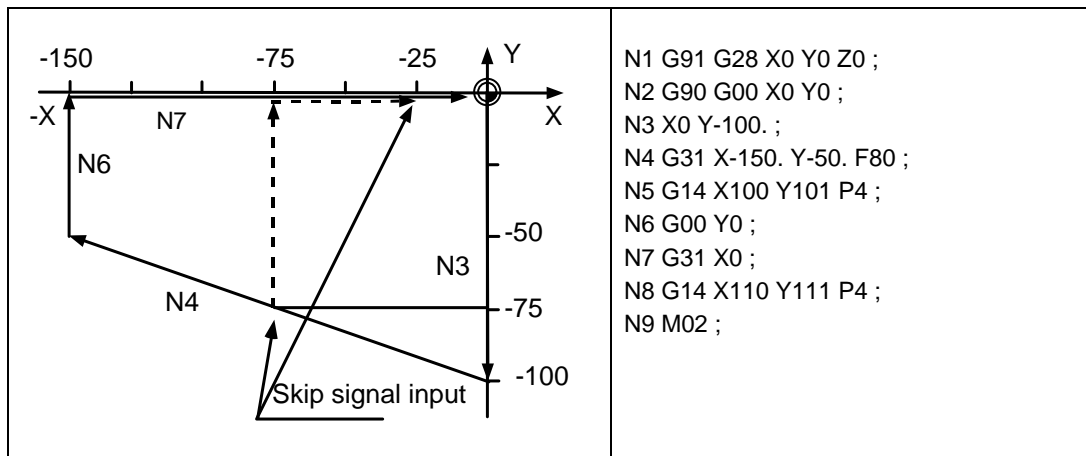 -150 -75 -25 Y
-X N7 X
N6
-50
N3
N4
-75
-100
Skip signal input
N1 G91 G28 X0 Y0 Z0 ;
N2 G90 G00 X0 Y0 ;
N3 X0 Y-100. ;
N4 G31 X-150. Y-50. F80 ;
N5 G14 X100 Y101 P4 ;
N6 G00 Y0 ;
N7 G31 X0 ;
N8 G14 X110 Y111 P4 ;
N9 M02 ;